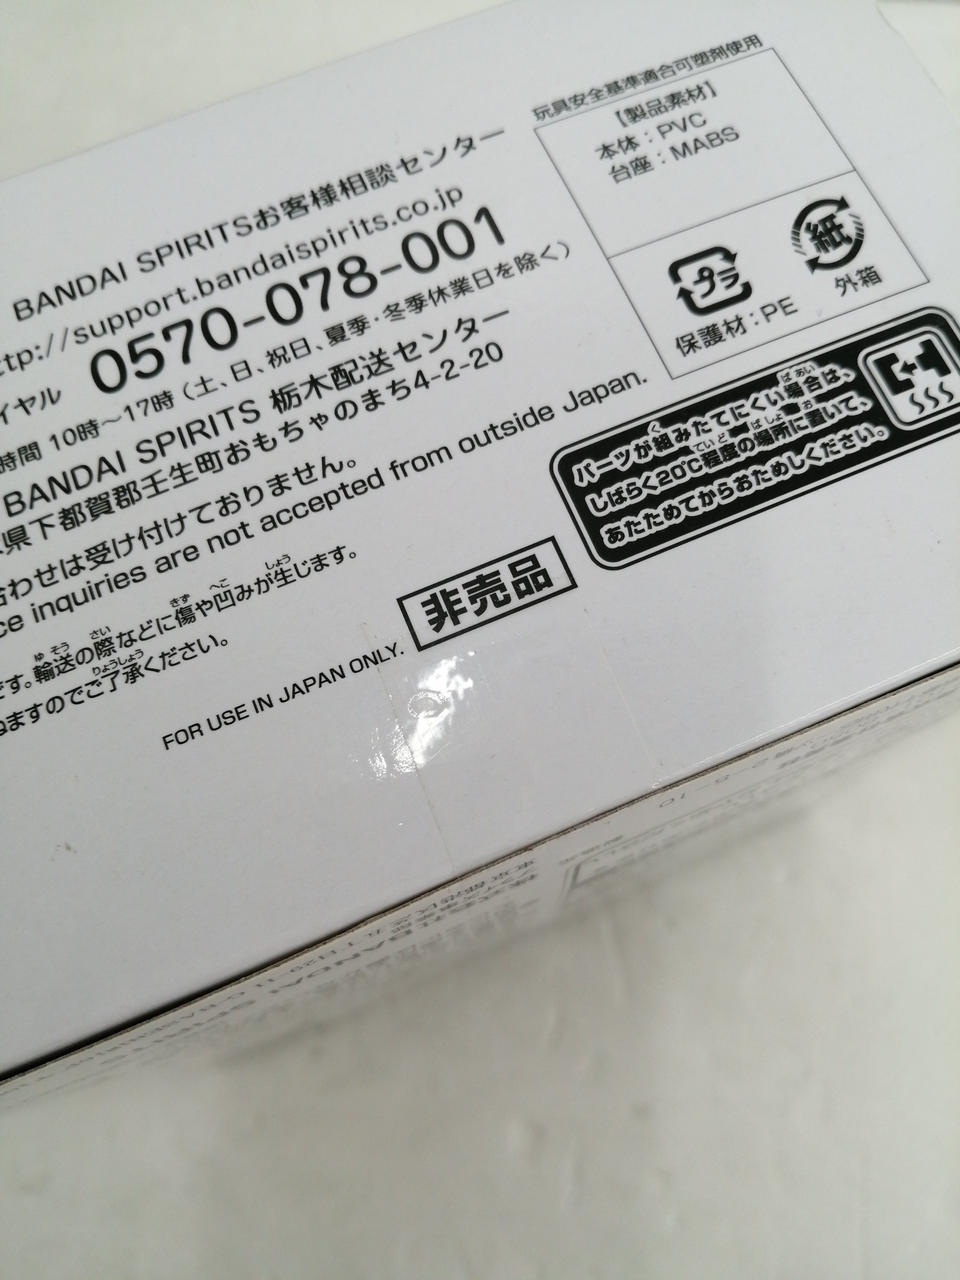 玩具安全基準適合可塑剤使用
【製品素材】
本体：PVC
台座：MABS
プラ
保護材：PE
紙
外箱
BANDAI SPIRITSお客様相談センター
ttp://support.bandaispirits.co.jp
イヤル 0570-078-001
時間 10時〜17時（土、日、祝日、夏季・冬季休業日を除く）
BANDAI SPIRITS 栃木配送センター
県下都賀郡壬生町おもちゃのまち4-2-20
合わせは受け付けておりません。
ce inquiries are not accepted from outside Japan.
パーツが組みたてにくい場合は、
しばらく20℃程度の場所に置いて、
あたためてからおためしください。
です。輸送の際などに傷や凹みが生じます。
ねますのでご了承ください。
FOR USE IN JAPAN ONLY.
非売品